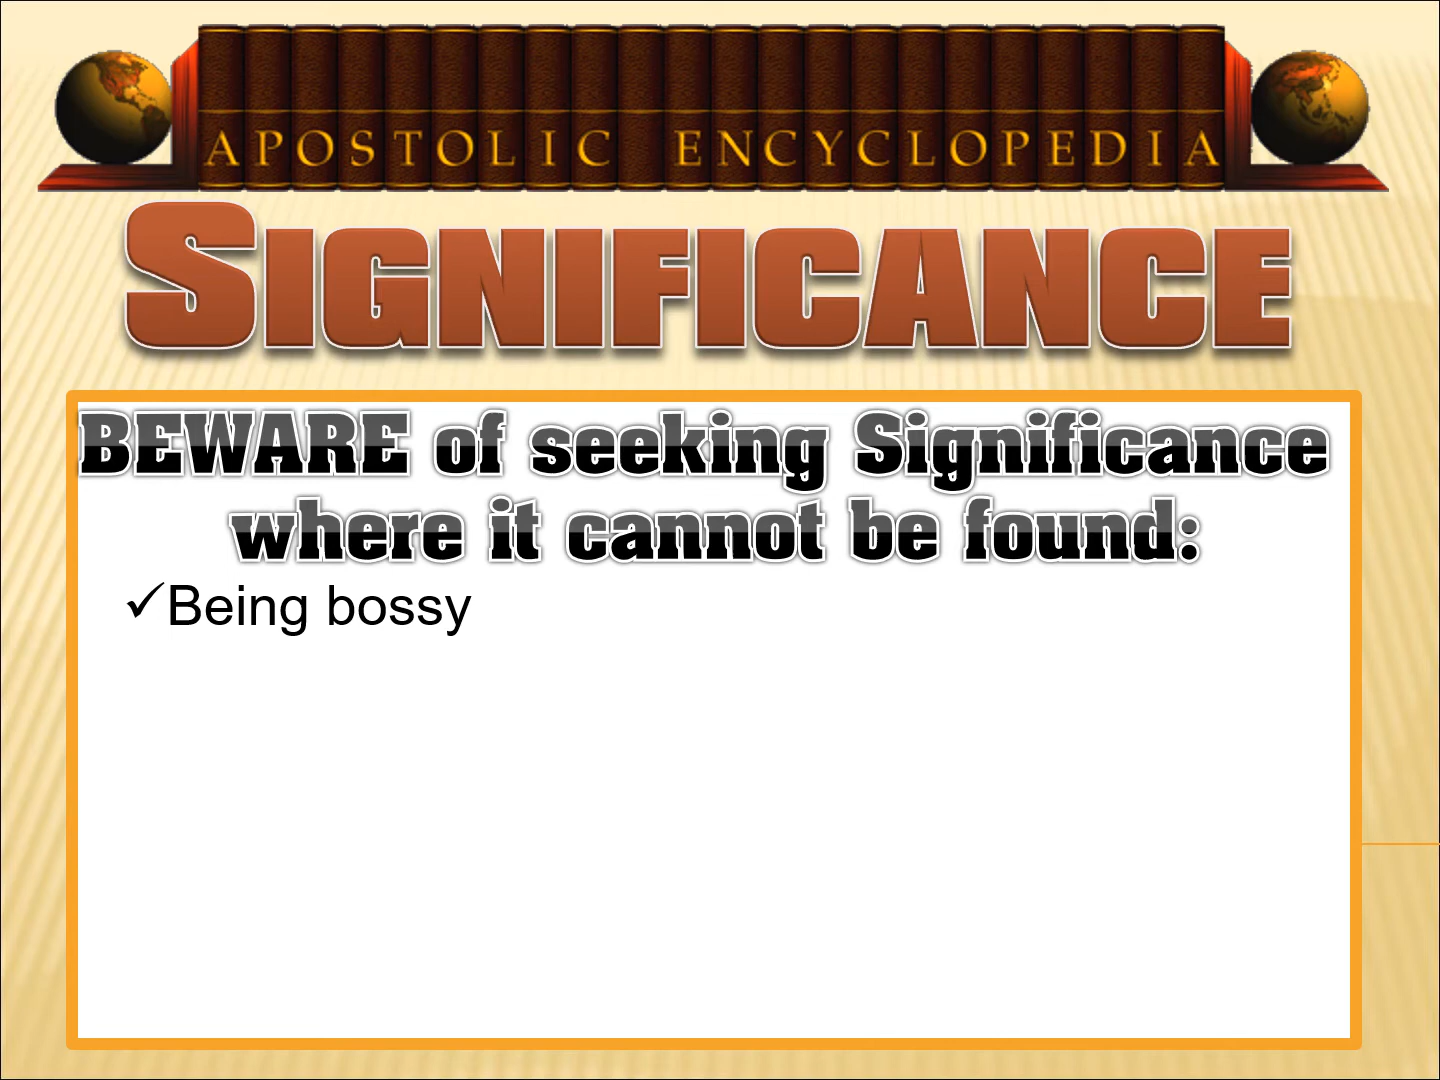 APOSTOLIC ENCYCLOPEDIA
SIGNIFICANCE
BEWARE of seeking Significance
where it cannot be found:
✓Being bossy